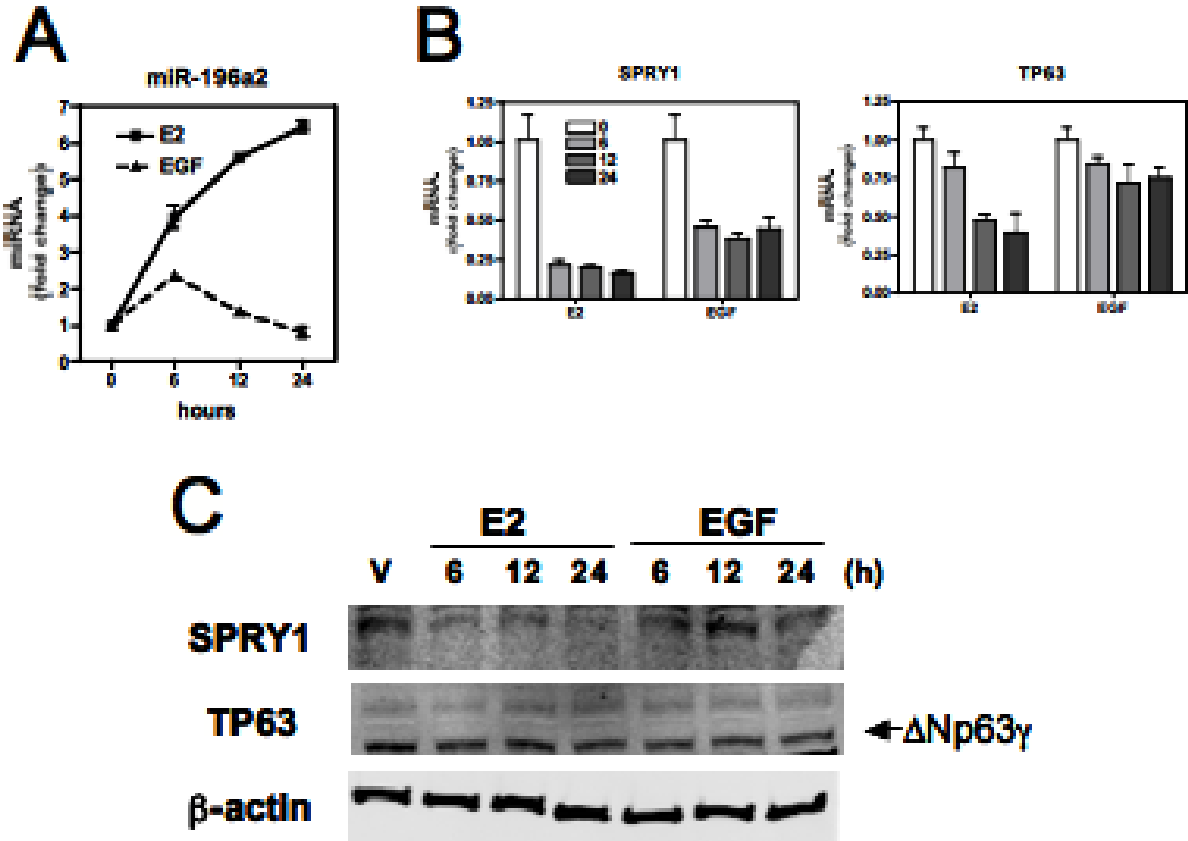 A
miR-196a2
miRNA
(fold change)
7
6
5
4
3
2
1
0
E2
EGF
0 6 12 24
hours
B
SPRY1
mRNA
(fold change)
1.25
1.00
0.75
0.50
0.25
0.00
0
6
12
24
E2 EGF
TP63
mRNA
(fold change)
1.25
1.00
0.75
0.50
0.25
0.00
E2 EGF
C
E2 EGF
V 6 12 24 6 12 24 (h)
SPRY1
TP63
ΔNp63γ
β-actin